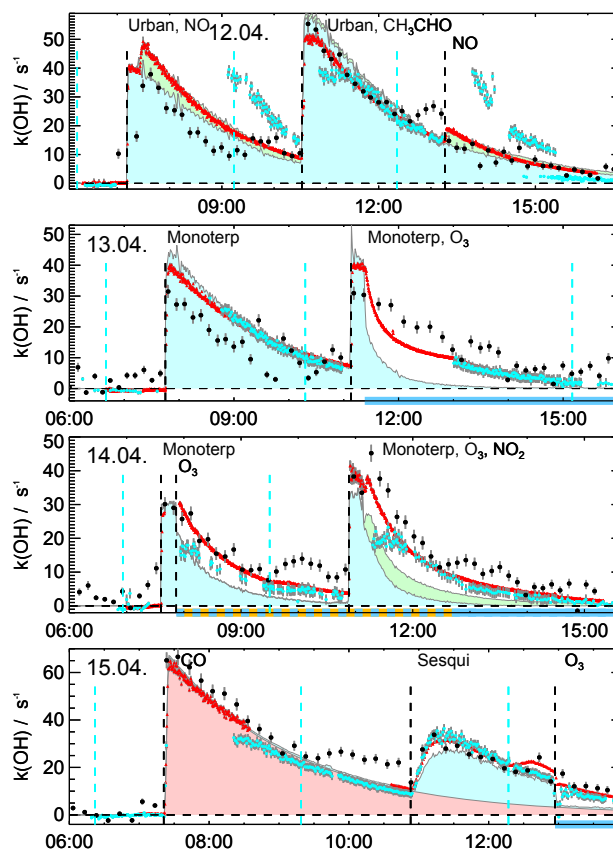 Urban, NO
12.04.
Urban, CH3CHO
NO
k(OH) / s-1
50
40
30
20
10
0
09:00
12:00
15:00
13.04.
Monoterp
Monoterp, O3
k(OH) / s-1
50
40
30
20
10
0
06:00
09:00
12:00
15:00
14.04.
Monoterp
O3
Monoterp, O3, NO2
k(OH) / s-1
50
40
30
20
10
0
06:00
09:00
12:00
15:00
15.04.
CO
Sesqui
O3
k(OH) / s-1
60
40
20
0
06:00
08:00
10:00
12:00